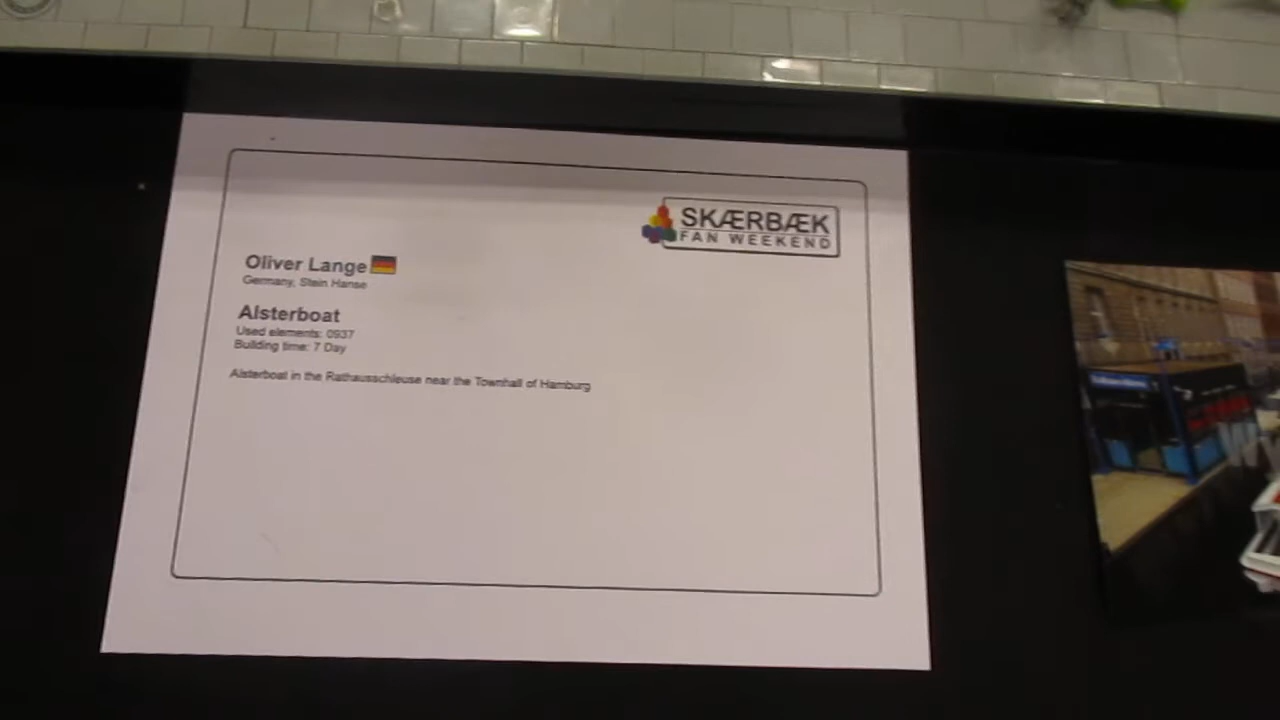 SKÆRBÆK
FAN WEEKEND
Oliver Lange
Germany, Stein Hanse
Alsterboat
Used elements: 0937
Building time: 7 Day
Alsterboat in the Rathausschleuse near the Townhall of Hamburg